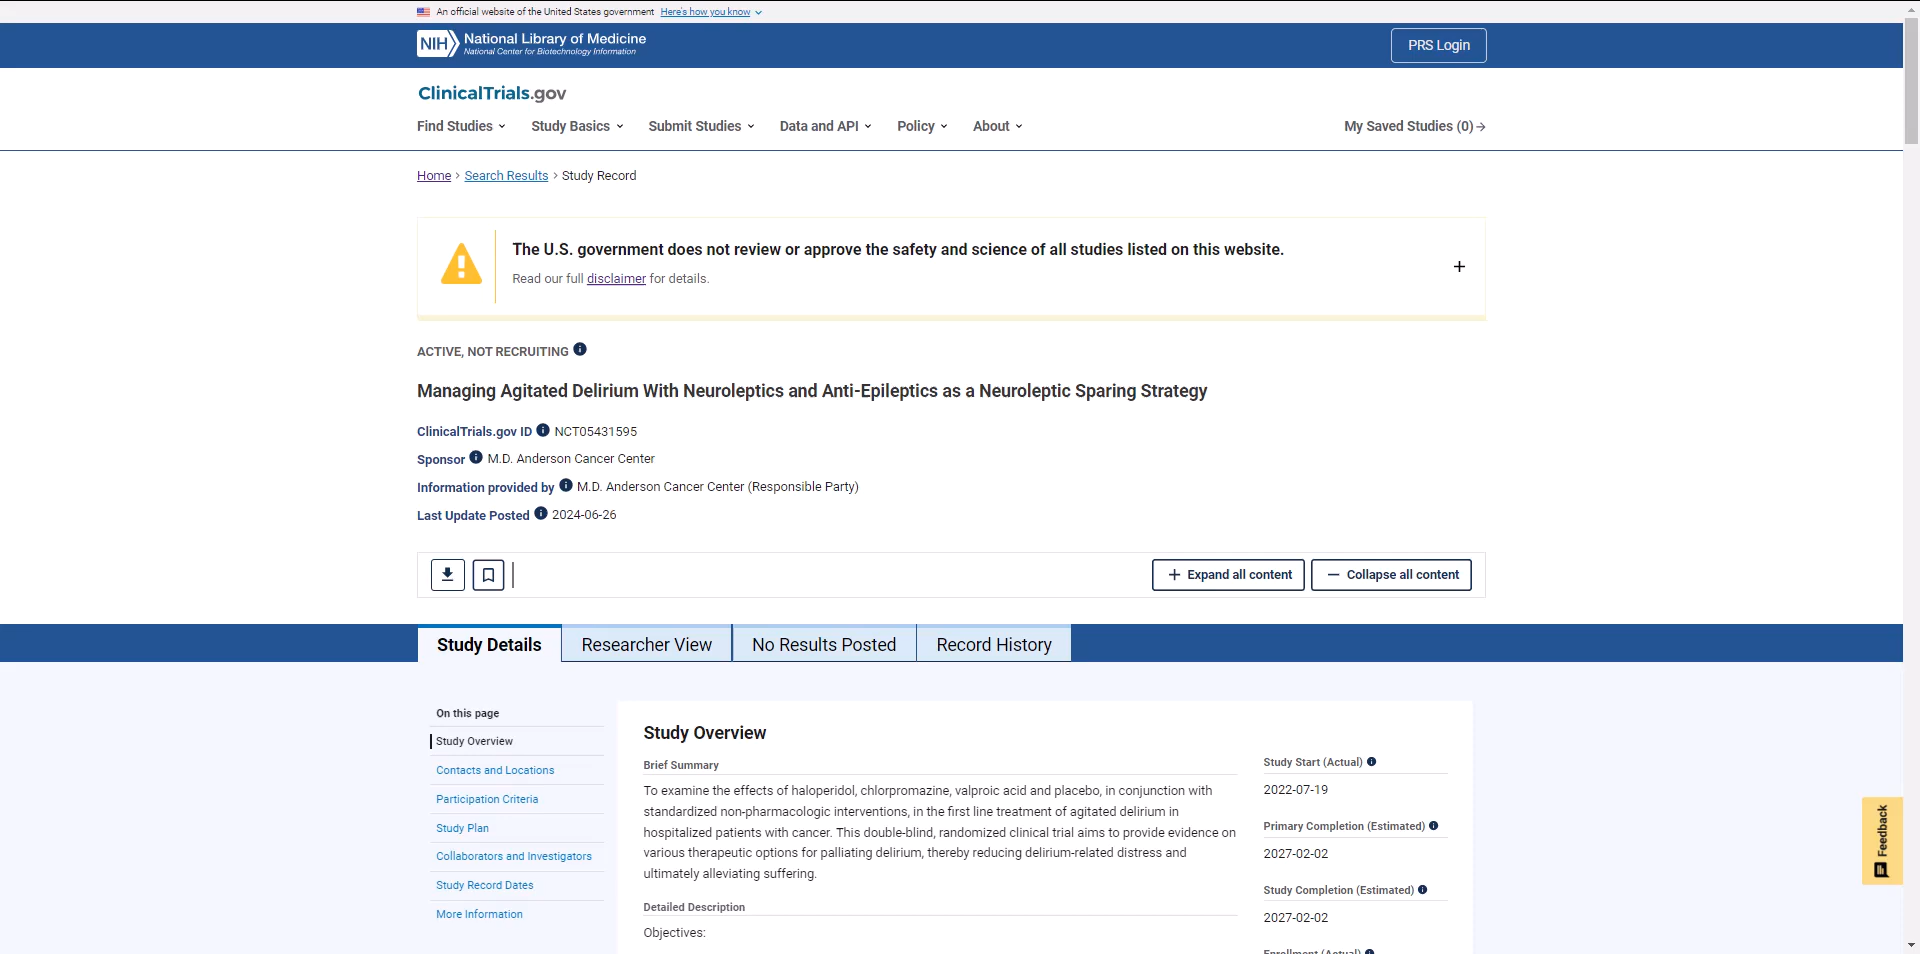 An official website of the United States government Here's how you know
NIH National Library of Medicine
National Center for Biotechnology Information
PRS Login
ClinicalTrials.gov
Find Studies Study Basics Submit Studies Data and API Policy About My Saved Studies (0)
Home > Search Results > Study Record
The U.S. government does not review or approve the safety and science of all studies listed on this website.
Read our full disclaimer for details.
ACTIVE, NOT RECRUITING
Managing Agitated Delirium With Neuroleptics and Anti-Epileptics as a Neuroleptic Sparing Strategy
ClinicalTrials.gov ID NCT05431595
Sponsor M.D. Anderson Cancer Center
Information provided by M.D. Anderson Cancer Center (Responsible Party)
Last Update Posted 2024-06-26
Expand all content Collapse all content
Study Details Researcher View No Results Posted Record History
On this page
Study Overview
Contacts and Locations
Participation Criteria
Study Plan
Collaborators and Investigators
Study Record Dates
More Information
Study Overview
Brief Summary
To examine the effects of haloperidol, chlorpromazine, valproic acid and placebo, in conjunction with
standardized non-pharmacologic interventions, in the first line treatment of agitated delirium in
hospitalized patients with cancer. This double-blind, randomized clinical trial aims to provide evidence on
various therapeutic options for palliating delirium, thereby reducing delirium-related distress and
ultimately alleviating suffering.
Detailed Description
Objectives:
Study Start (Actual)
2022-07-19
Primary Completion (Estimated)
2027-02-02
Study Completion (Estimated)
2027-02-02
Enrollment (Actual)
Feedback